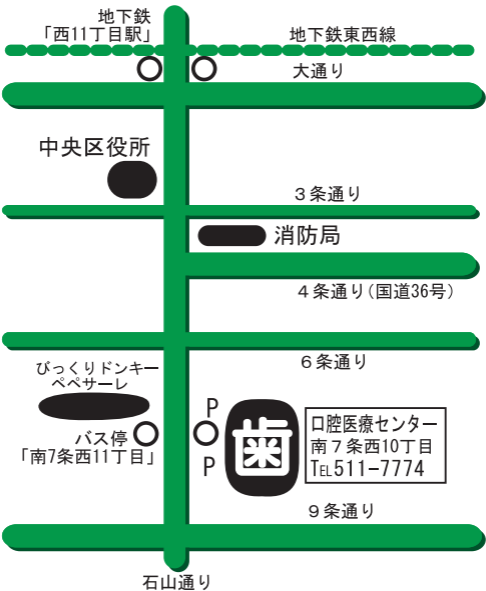 地下鉄
「西11丁目駅」
地下鉄東西線
大通り
中央区役所
3条通り
消防局
4条通り(国道36号)
6条通り
びっくりドンキー
ペペサーレ
バス停
「南7条西11丁目」
P
P
歯
口腔医療センター
南7条西10丁目
TEL511-7774
9条通り
石山通り